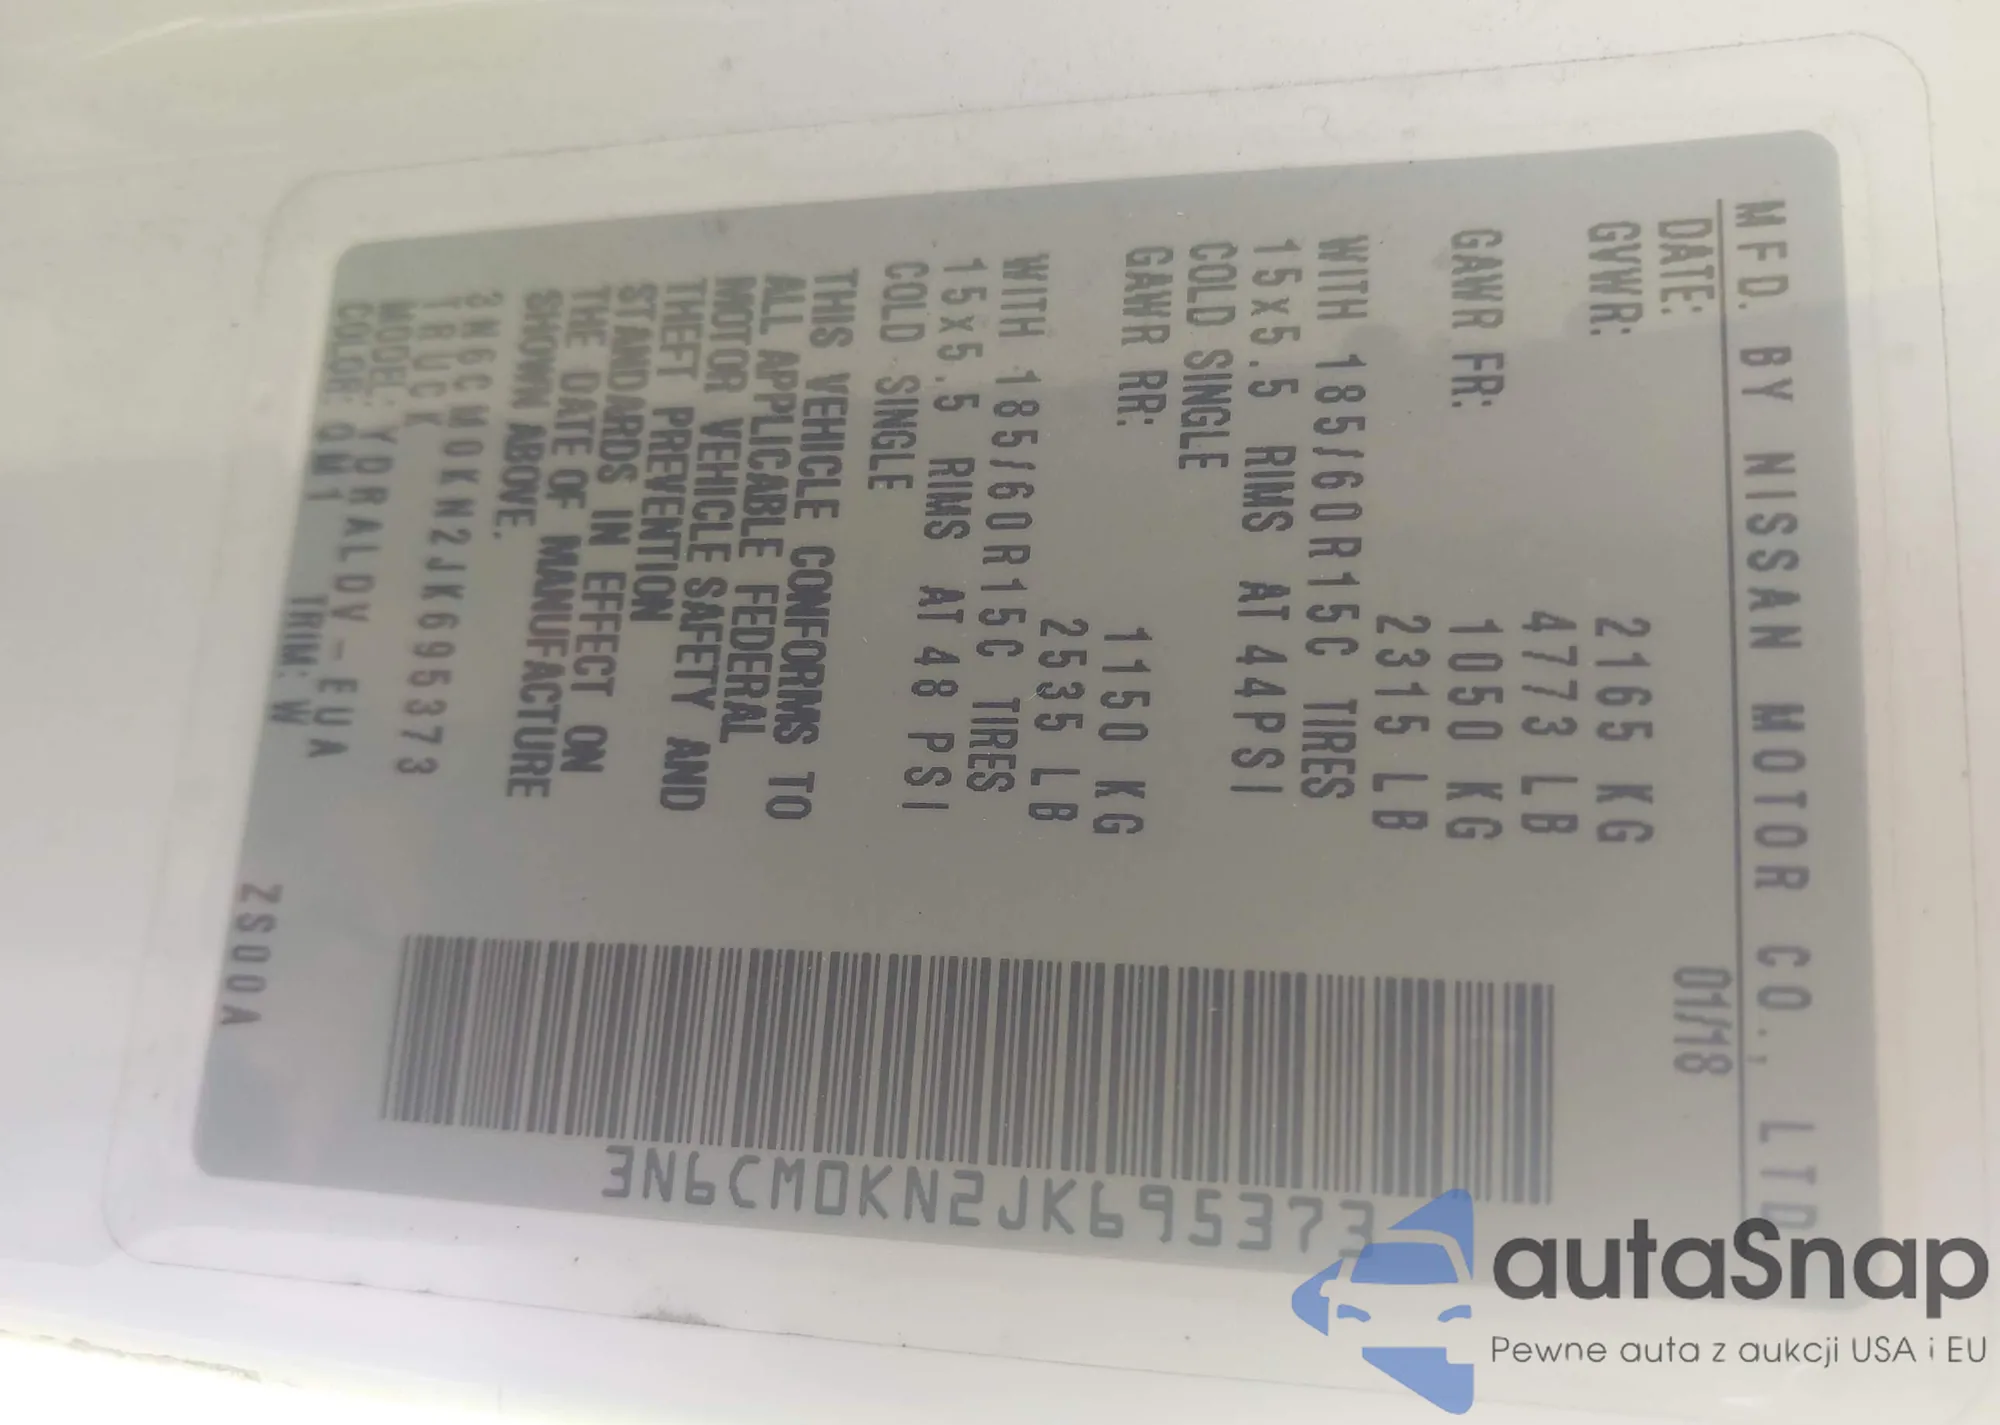 MFD. BY NISSAN MOTOR CO., LTD.
DATE: 01/18
GVWR: 2165 KG
4773 LB
GAWR FR: 1050 KG
2315 LB
WITH 185/60R15C TIRES
15x5.5 RIMS AT 44PSI
COLD SINGLE
GAWR RR: 1150 KG
2535 LB
WITH 185/60R15C TIRES
15x5.5 RIMS AT 48 PSI
COLD SINGLE
THIS VEHICLE CONFORMS TO
ALL APPLICABLE FEDERAL
MOTOR VEHICLE SAFETY AND
THEFT PREVENTION
STANDARDS IN EFFECT ON
THE DATE OF MANUFACTURE
SHOWN ABOVE.
3N6CM0KN2JK695373
TRUCK
MODEL: YDRALDV-EUA
COLOR: QM1 TRIM: W
ZS00A
3N6CM0KN2JK695373
autaSnap
Pewne auta z aukcji USA i EU